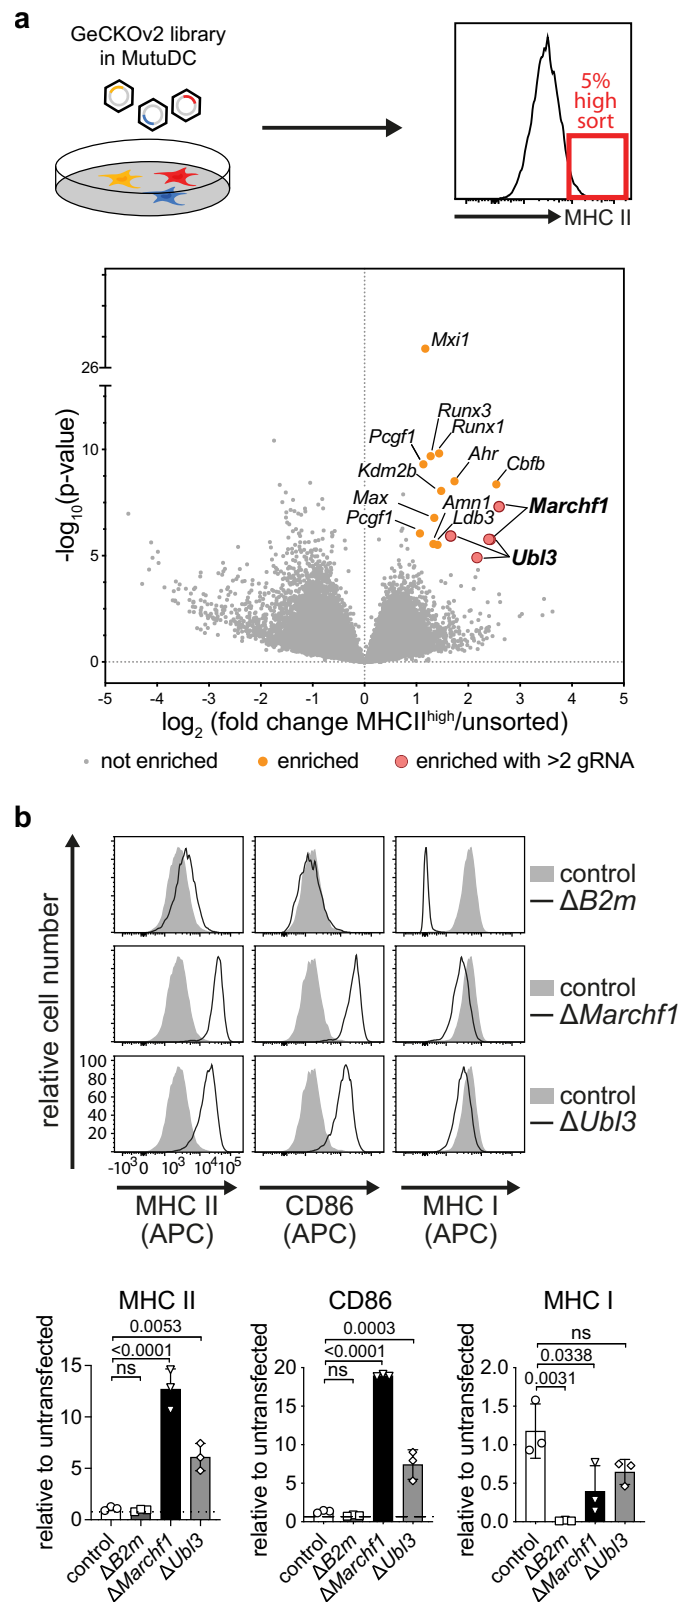 a
GeCKOv2 library
in MutuDC
5%
high
sort
MHC II
-log10(p-value)
26
10
5
0
Mxi1
Runx3
Runx1
Pcgf1
Ahr
Kdm2b
Cbfb
Max
Amn1
Marchf1
Pcgf1
Ldb3
Ubl3
-5 -4 -3 -2 -1 0 1 2 3 4 5
log2 (fold change MHCIIhigh/unsorted)
not enriched enriched enriched with >2 gRNA
b
relative cell number
control
ΔB2m
control
ΔMarchf1
100
80
60
40
20
control
ΔUbl3
-10³ 0 10³ 10⁴ 10⁵
MHC II
(APC)
CD86
(APC)
MHC I
(APC)
MHC II
relative to untransfected
0.0053
<0.0001
ns
15
10
5
0
control
ΔB2m
ΔMarchf1
ΔUbl3
CD86
relative to untransfected
0.0003
<0.0001
ns
20
15
10
5
0
control
ΔB2m
ΔMarchf1
ΔUbl3
MHC I
relative to untransfected
ns
0.0338
0.0031
2.0
1.5
1.0
0.5
0.0
control
ΔB2m
ΔMarchf1
ΔUbl3